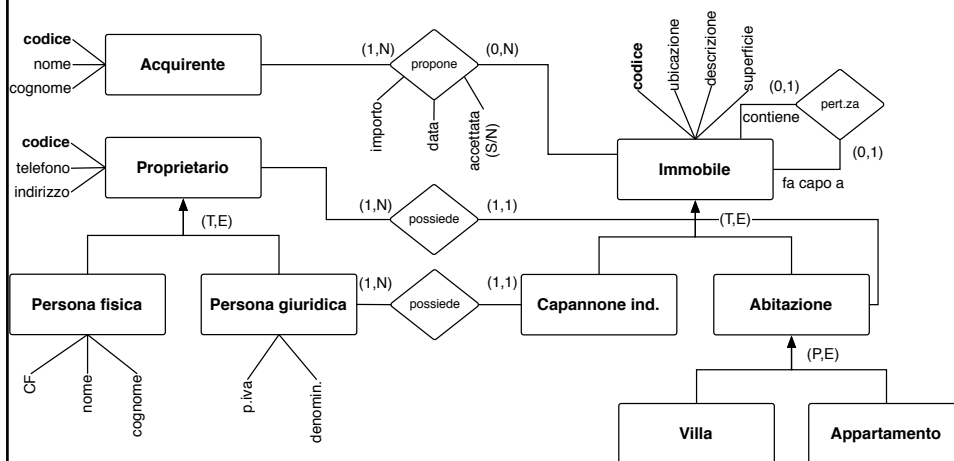 codice
nome
cognome
Acquirente
(1,N)
propone
(0,N)
importo
data
accettata
(S/N)
codice
ubicazione
descrizione
superficie
(0,1)
contiene
pert.za
(0,1)
fa capo a
Immobile
codice
telefono
indirizzo
Proprietario
(1,N)
possiede
(1,1)
(T,E)
(T,E)
Persona fisica
Persona giuridica
(1,N)
possiede
(1,1)
Capannone ind.
Abitazione
CF
nome
cognome
p.iva
denomin.
(P,E)
Villa
Appartamento